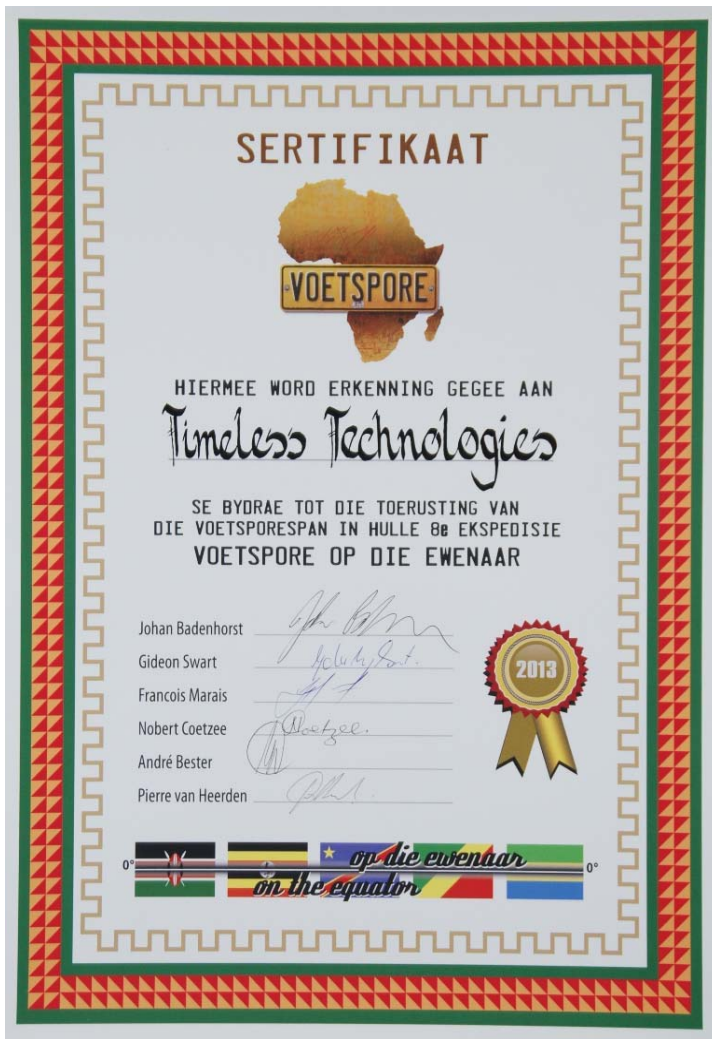 SERTIFIKAAT
VOETSPORE
HIERMEE WORD ERKENNING GEGEE AAN
Timeless Technologies
SE BYDRAE TOT DIE TOERUSTING VAN
DIE VOETSPORESPAN IN HULLE 8e EKSPEDISIE
VOETSPORE OP DIE EWENAAR
Johan Badenhorst
Gideon Swart
Francois Marais
Nobert Coetzee
André Bester
Pierre van Heerden
2013
0° op die ewenaar 0°
on the equator